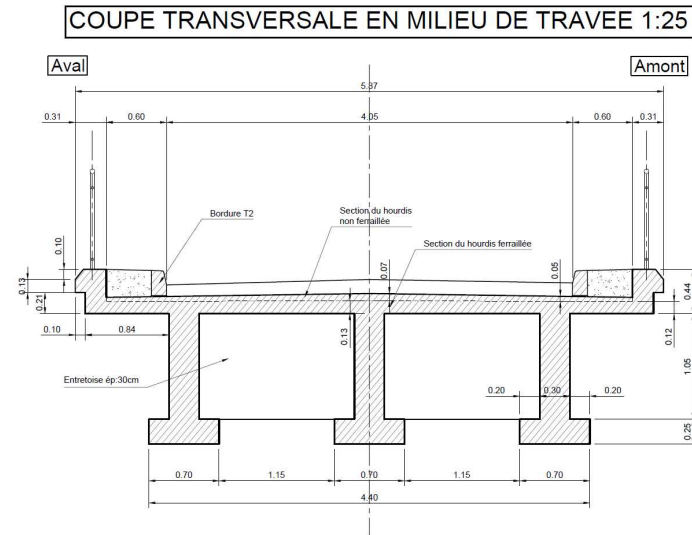 COUPE TRANSVERSALE EN MILIEU DE TRAVEE 1:25
Aval
Amont
5.87
0.31 0.60 4.05 0.60 0.31
Bordure T2
Section du hourdis
non ferraillée
Section du hourdis ferraillée
0.10
0.13
0.21
0.07
0.05
0.44
0.13
0.12
0.10 0.84
1.05
Entretoise ép:30cm
0.20 0.30 0.20
0.25
0.70 1.15 0.70 1.15 0.70
4.40